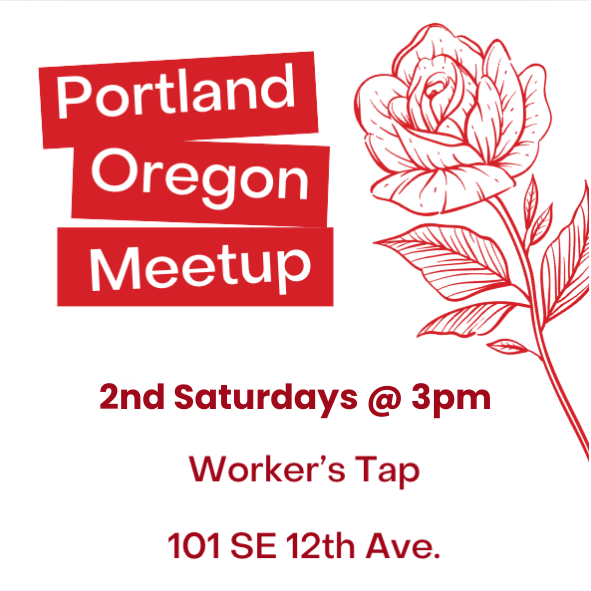 Portland
Oregon
Meetup
2nd Saturdays @ 3pm
Worker’s Tap
101 SE 12th Ave.